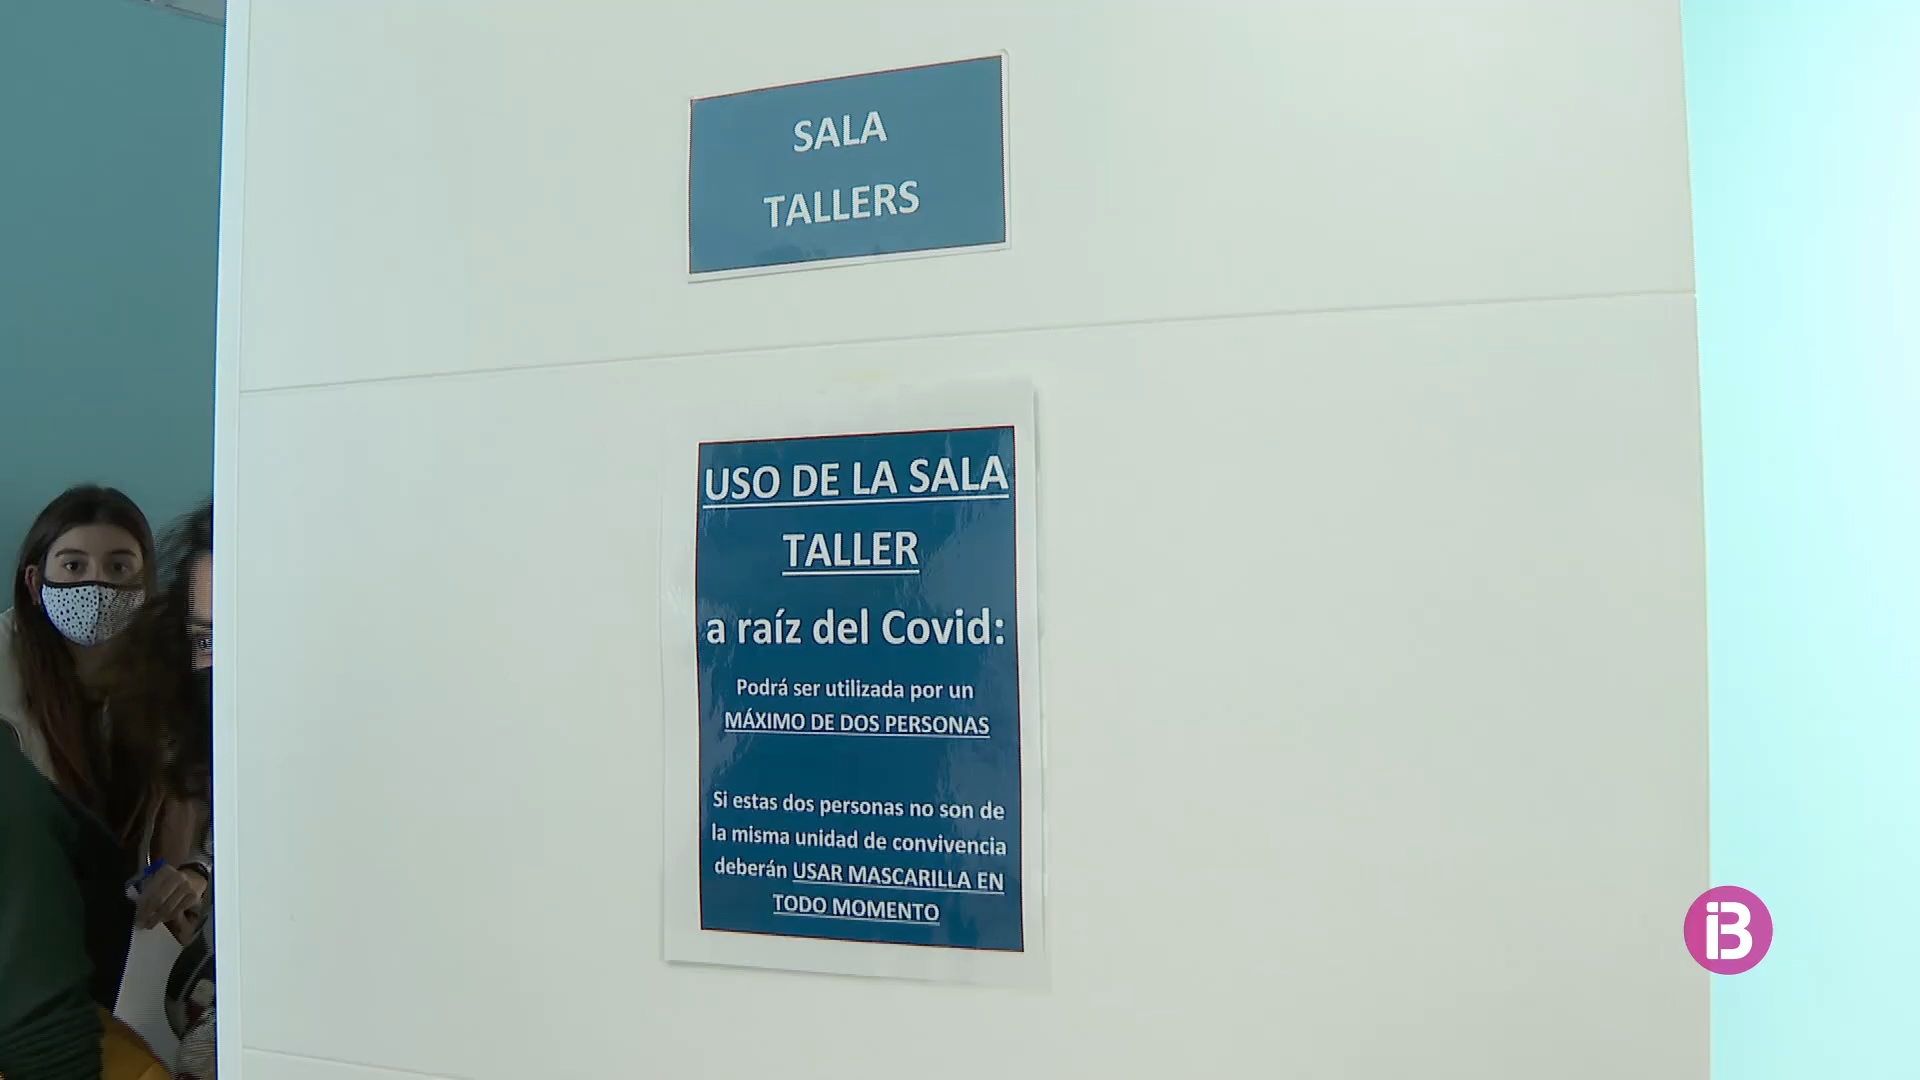 SALA
TALLERS
USO DE LA SALA
TALLER
a raíz del Covid:
Podrá ser utilizada por un
MÁXIMO DE DOS PERSONAS
Si estas dos personas no son de
la misma unidad de convivencia
deberán USAR MASCARILLA EN
TODO MOMENTO
IB